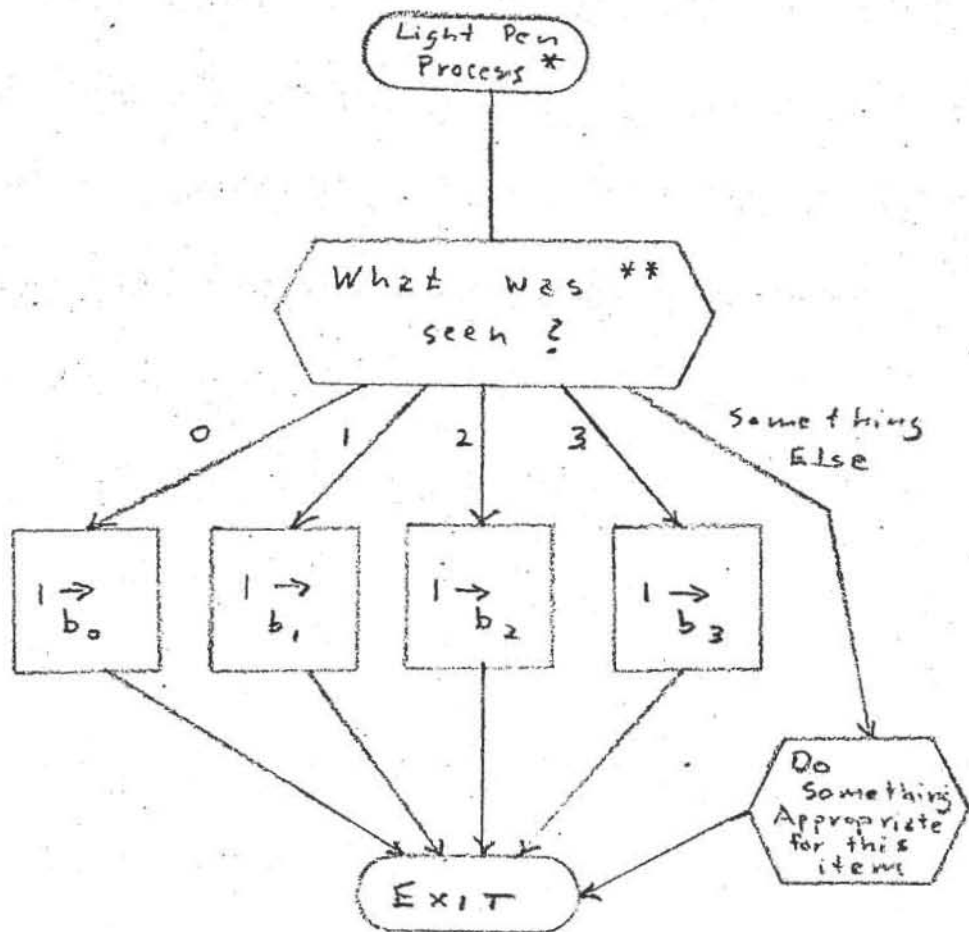 Light Pen
Process *
What was **
seen ?
0
1
2
3
Something
Else
1 →
b₀
1 →
b₁
1 →
b₂
1 →
b₃
Do
Something
Appropriate
for this
item
EXIT